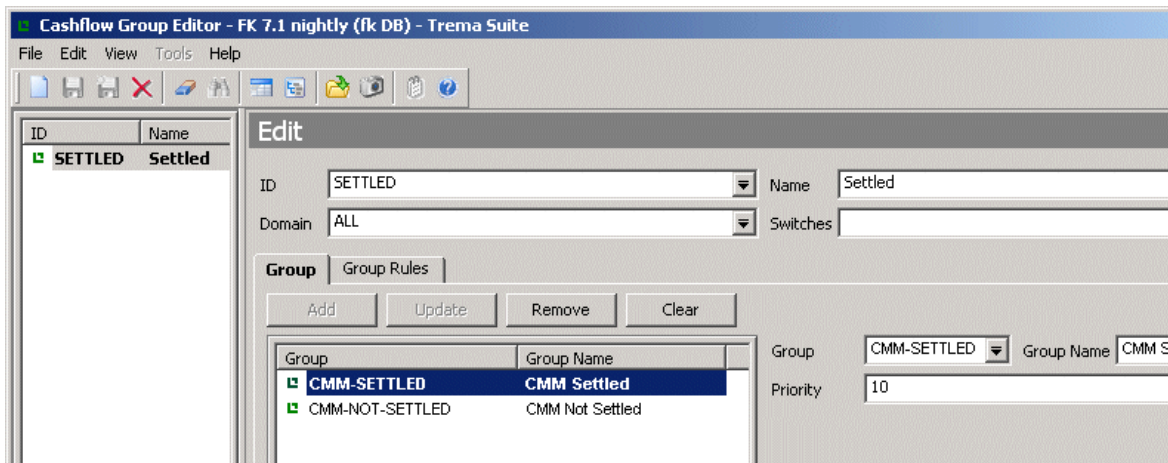 Cashflow Group Editor - FK 7.1 nightly (fk DB) - Trema Suite
File Edit View Tools Help
ID Name
SETTLED Settled
Edit
ID SETTLED Name Settled
Domain ALL Switches
Group Group Rules
Add Update Remove Clear
Group Group Name
CMM-SETTLED CMM Settled
CMM-NOT-SETTLED CMM Not Settled
Group CMM-SETTLED Group Name CMM S
Priority 10